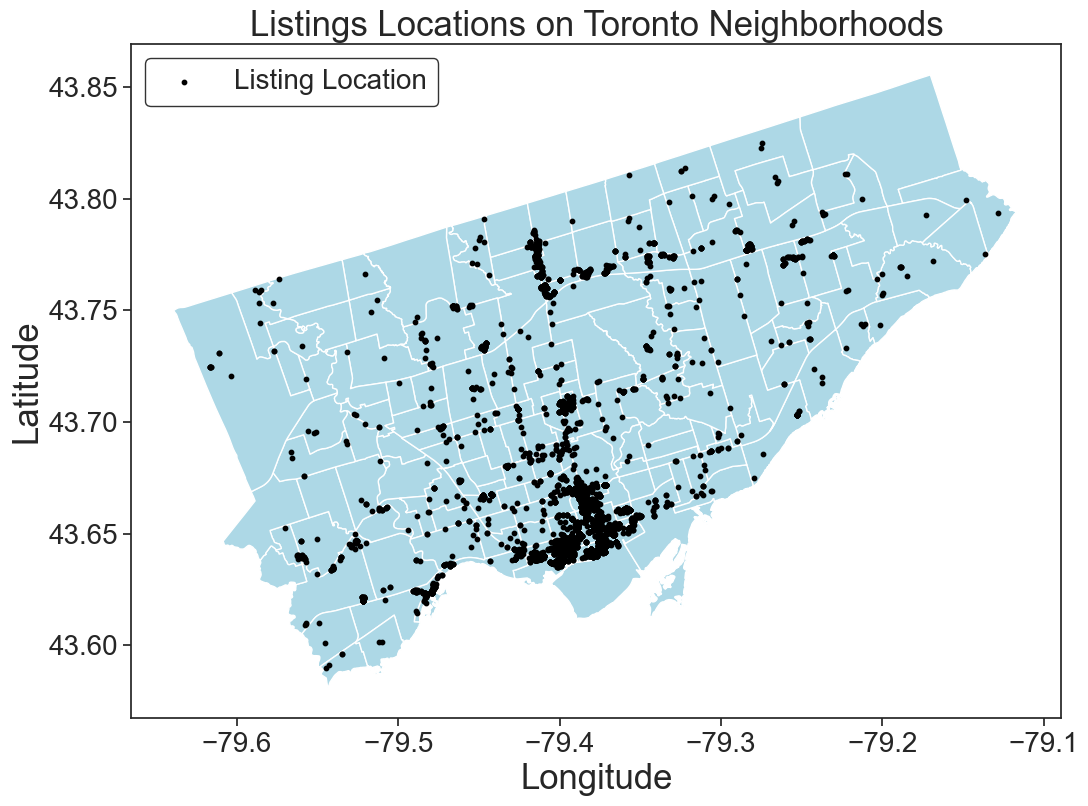 Listings Locations on Toronto Neighborhoods
Listing Location
43.85
43.80
43.75
43.70
43.65
43.60
Latitude
−79.6 −79.5 −79.4 −79.3 −79.2 −79.1
Longitude